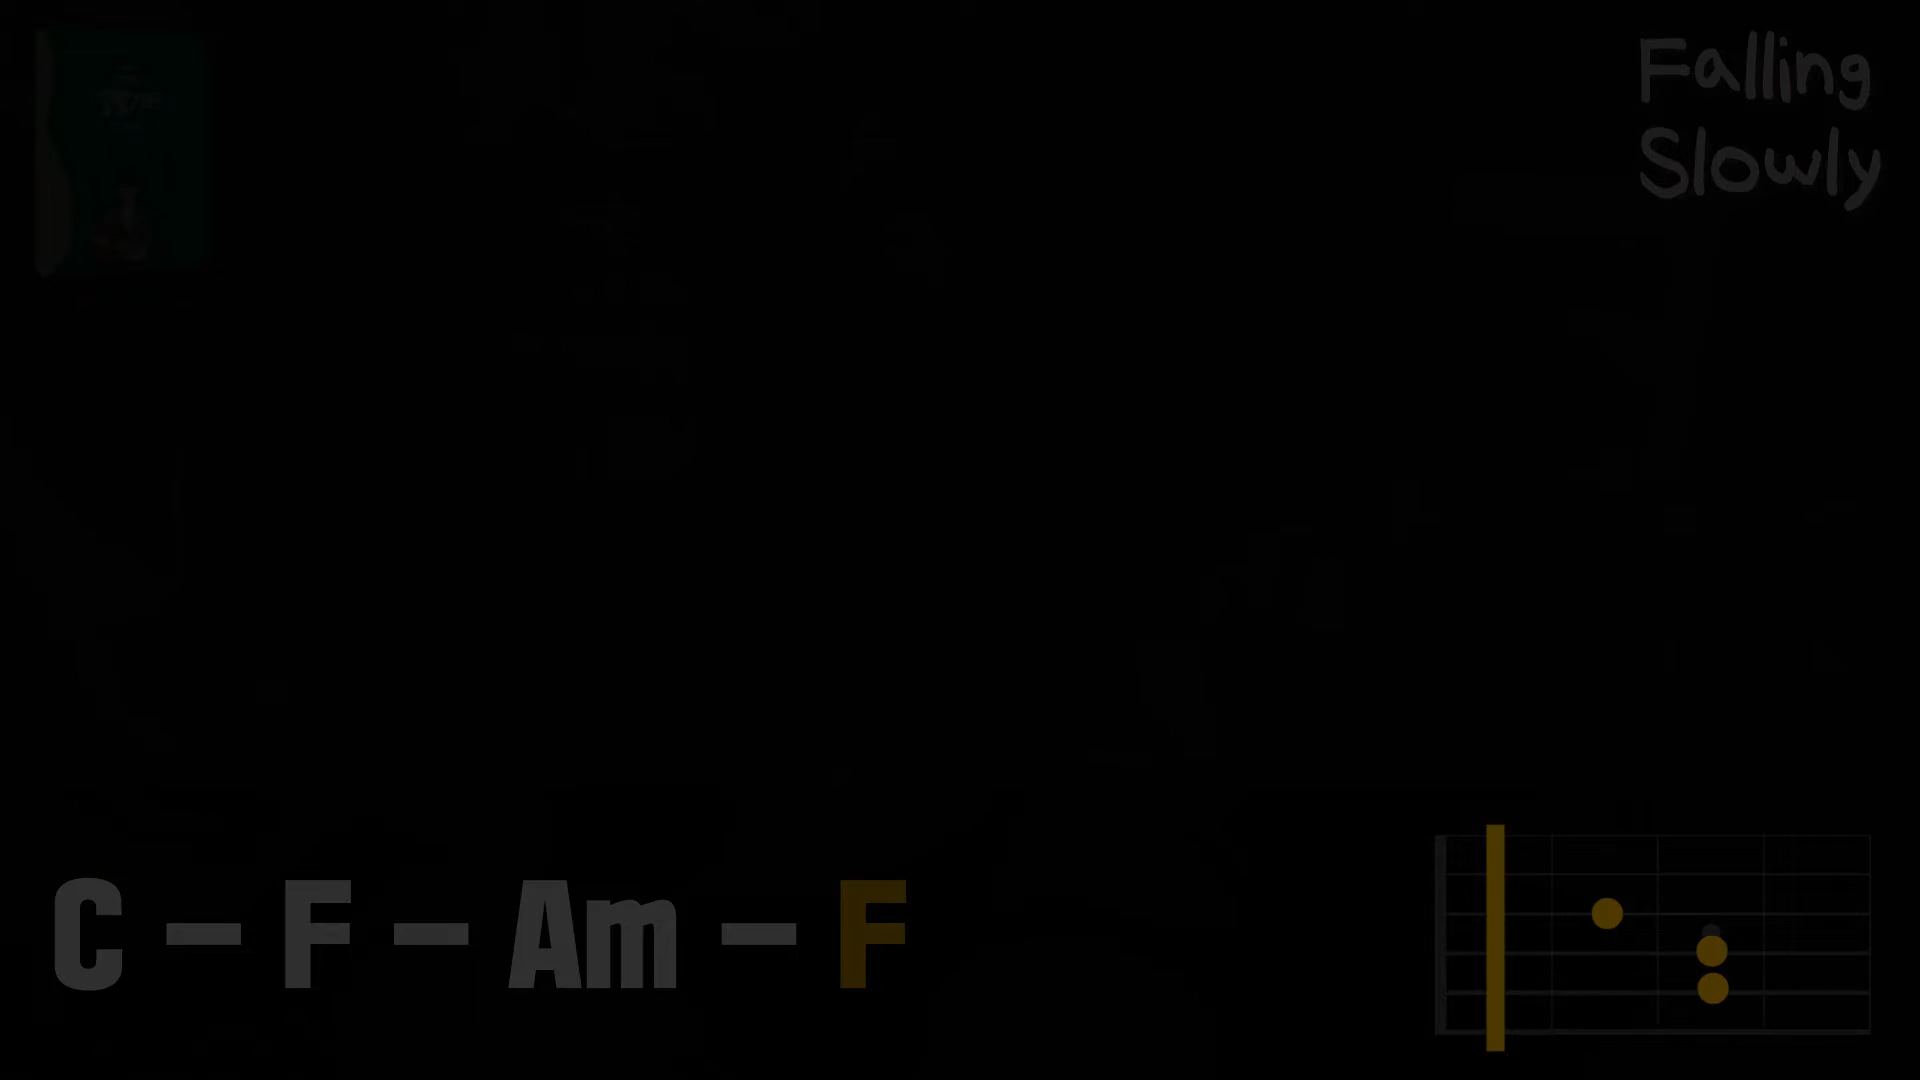 Falling
Slowly
C – F – Am – F